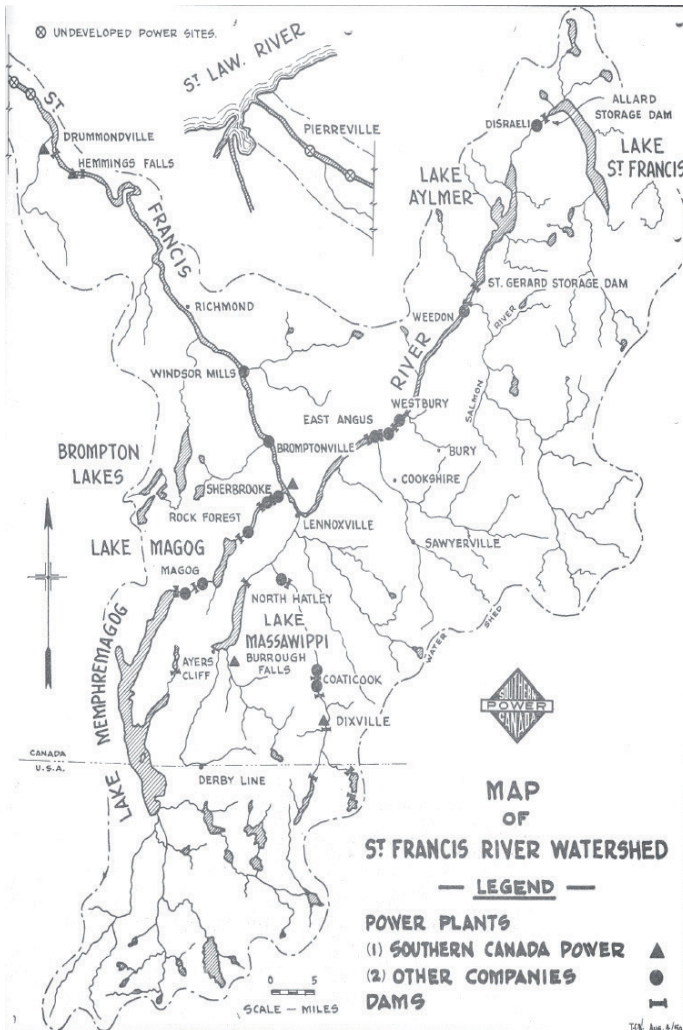 UNDEVELOPED POWER SITES.
ST. LAW. RIVER
PIERREVILLE
ST FRANCIS RIVER
DRUMMONDVILLE
HEMMINGS FALLS
ALLARD
STORAGE DAM
DISRAELI
LAKE
ST FRANCIS
LAKE
AYLMER
ST. GERARD STORAGE DAM
RICHMOND
WEEDON
SALMON RIVER
WINDSOR MILLS
WESTBURY
EAST ANGUS
BROMPTONVILLE
BURY
BROMPTON
LAKES
COOKSHIRE
SHERBROOKE
ROCK FOREST
LENNOXVILLE
LAKE MAGOG
SAWYERVILLE
MAGOG
NORTH HATLEY
LAKE
MASSAWIPPI
WATER SHED
AYERS
CLIFF
BURROUGH
FALLS
COATICOOK
LAKE MEMPHREMAGOG
DIXVILLE
SOUTHERN
POWER
CANADA
CANADA
U.S.A.
DERBY LINE
MAP
OF
ST FRANCIS RIVER WATERSHED
— LEGEND —
POWER PLANTS
(1) SOUTHERN CANADA POWER
(2) OTHER COMPANIES
DAMS
0 5
SCALE – MILES